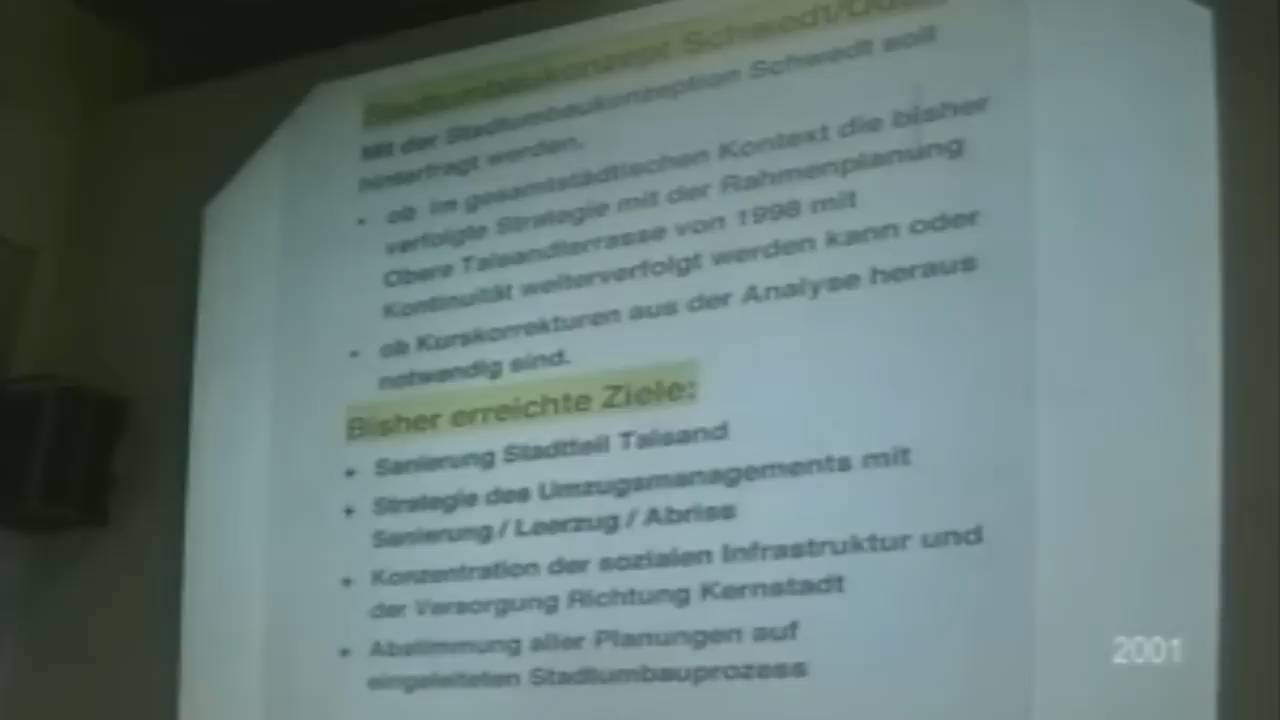 Stadtumbaukonzept Schwedt/Oder
Mit der Stadtumbaukonzeption Schwedt soll
hinterfragt werden,
• ob im gesamtstädtischen Kontext die bisher
verfolgte Strategie mit der Rahmenplanung
Obere Talsandterrasse von 1998 mit
Kontinuität weiterverfolgt werden kann oder
• ob Kurskorrekturen aus der Analyse heraus
notwendig sind.
Bisher erreichte Ziele:
• Sanierung Stadtteil Talsand
• Strategie des Umzugsmanagements mit
Sanierung / Leerzug / Abriss
• Konzentration der sozialen Infrastruktur und
der Versorgung Richtung Kernstadt
• Abstimmung aller Planungen auf
eingeleiteten Stadtumbauprozess
2001